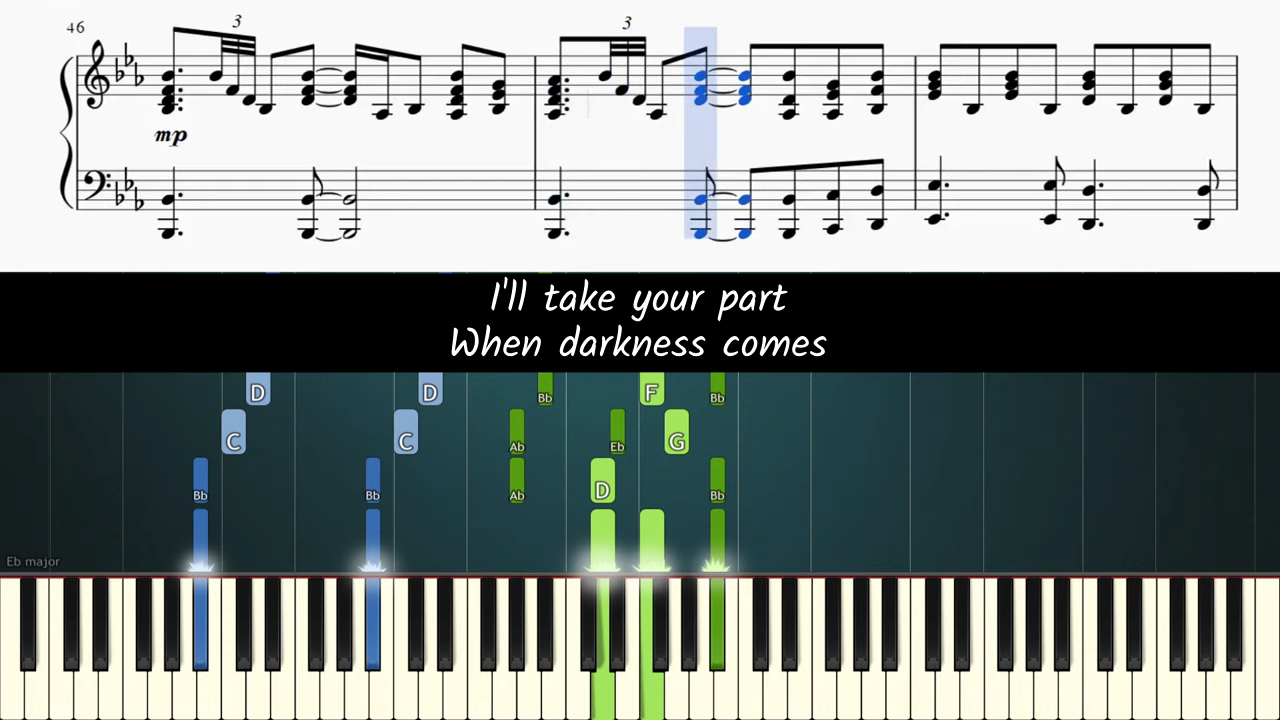 46
3
3
mp
I'll take your part
When darkness comes
D D Bb F Bb
C C Ab Eb G
Bb Bb Ab D Bb
Eb major